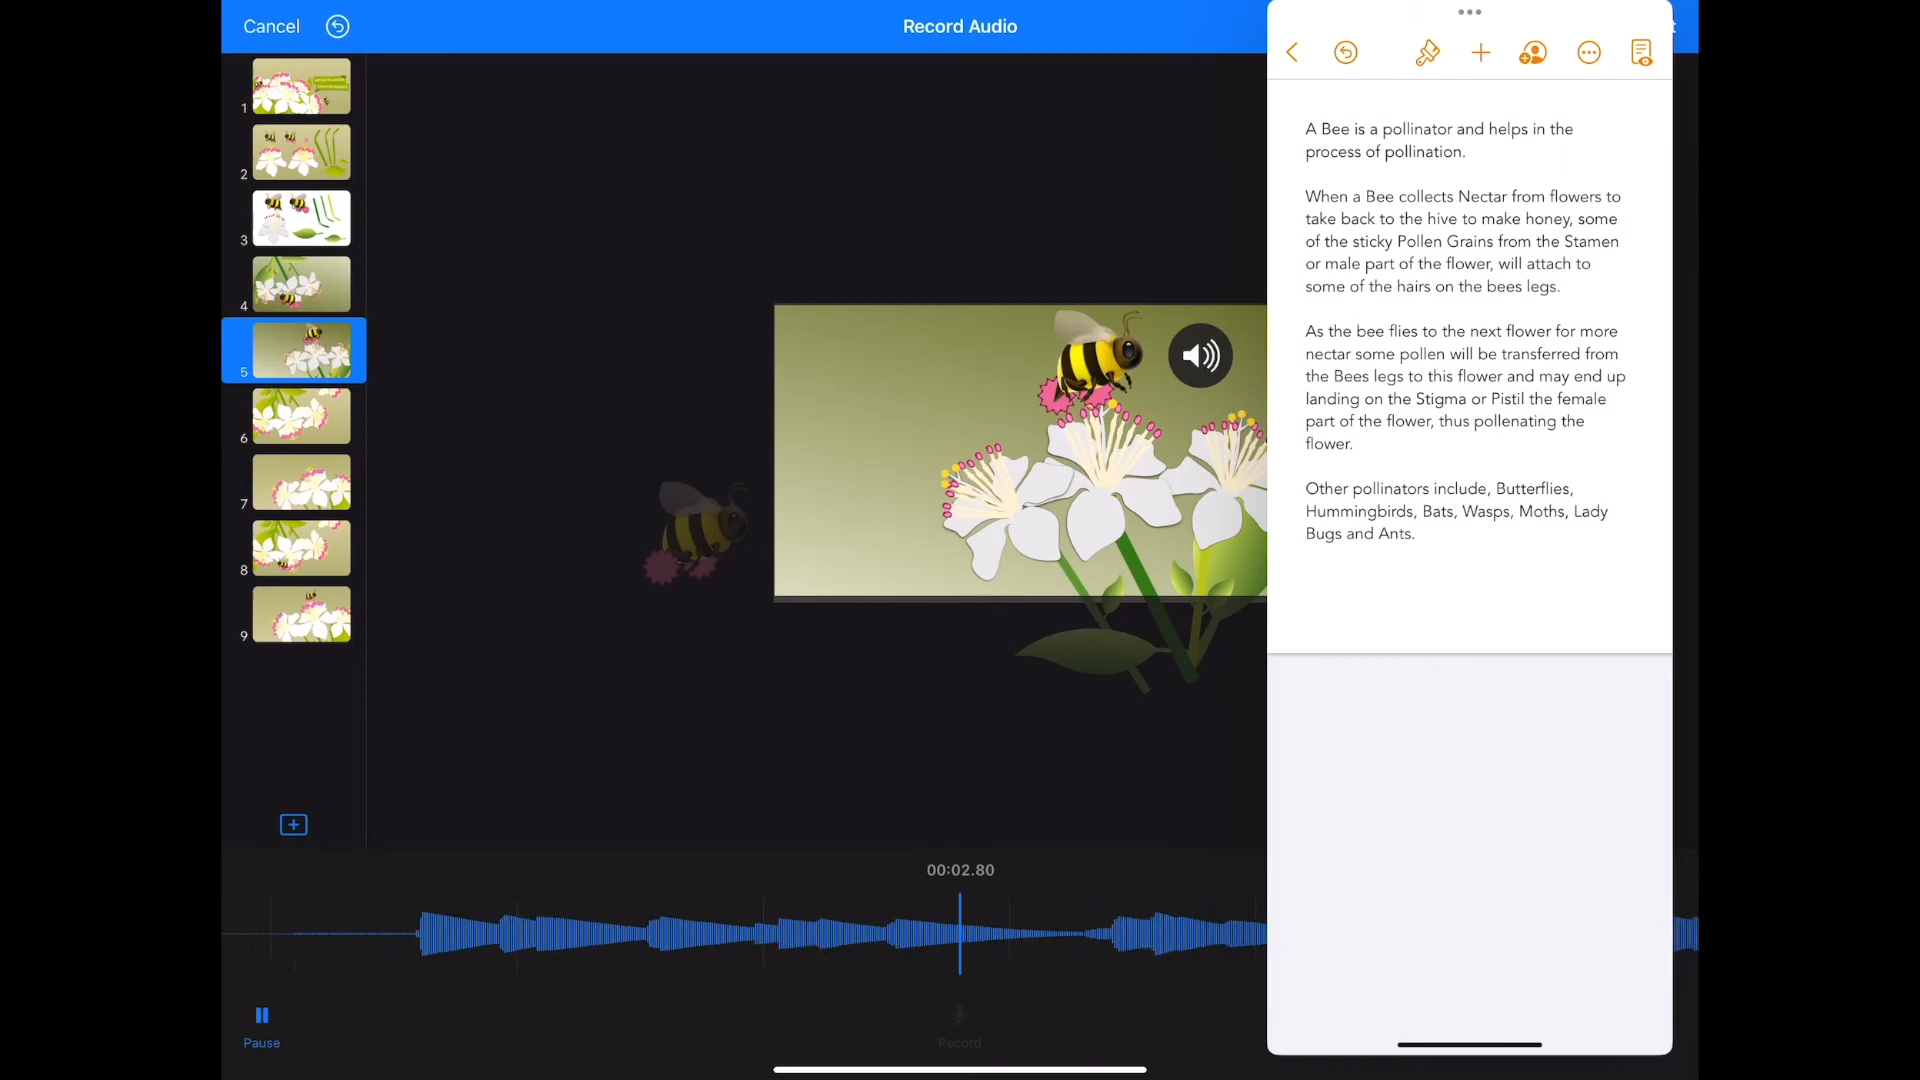 Cancel
Record Audio
1
2
3
4
5
6
7
8
9
A Bee is a pollinator and helps in the
process of pollination.
When a Bee collects Nectar from flowers to
take back to the hive to make honey, some
of the sticky Pollen Grains from the Stamen
or male part of the flower, will attach to
some of the hairs on the bees legs.
As the bee flies to the next flower for more
nectar some pollen will be transferred from
the Bees legs to this flower and may end up
landing on the Stigma or Pistil the female
part of the flower, thus pollenating the
flower.
Other pollinators include, Butterflies,
Hummingbirds, Bats, Wasps, Moths, Lady
Bugs and Ants.
00:02.80
Pause
Record